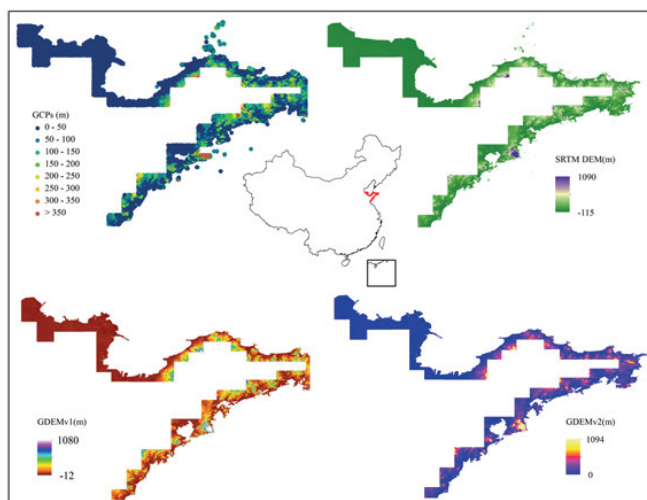 GCPs (m)
0 - 50
50 - 100
100 - 150
150 - 200
200 - 250
250 - 300
300 - 350
> 350
SRTM DEM(m)
1090
-115
GDEMv1(m)
1080
-12
GDEMv2(m)
1094
0